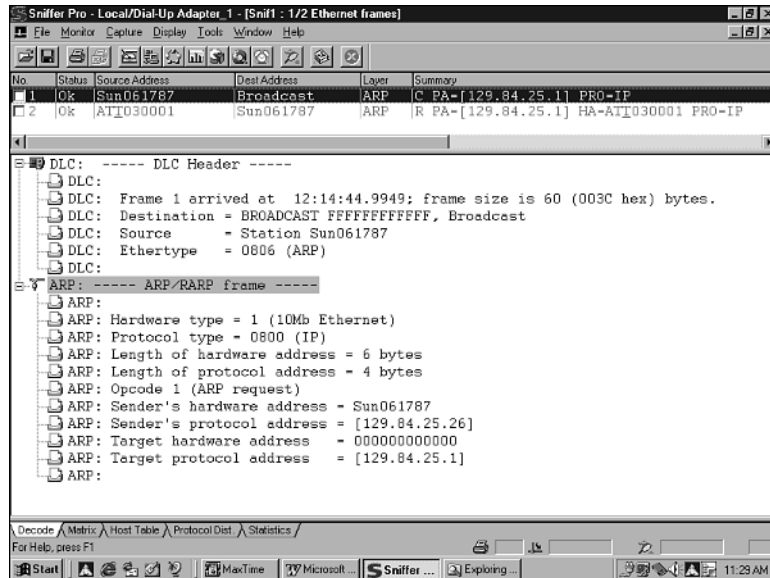 Sniffer Pro - Local/Dial-Up Adapter_1 - [Snif1 : 1/2 Ethernet frames]
File Monitor Capture Display Tools Window Help
No. Status Source Address Dest Address Layer Summary
1 Ok Sun061787 Broadcast ARP C PA=[129.84.25.1] PRO=IP
2 Ok ATT030001 Sun061787 ARP R PA=[129.84.25.1] HA=ATT030001 PRO=IP
DLC: ----- DLC Header -----
DLC:
DLC: Frame 1 arrived at 12:14:44.9949; frame size is 60 (003C hex) bytes.
DLC: Destination = BROADCAST FFFFFFFFFFFF, Broadcast
DLC: Source = Station Sun061787
DLC: Ethertype = 0806 (ARP)
DLC:
ARP: ----- ARP/RARP frame -----
ARP:
ARP: Hardware type = 1 (10Mb Ethernet)
ARP: Protocol type = 0800 (IP)
ARP: Length of hardware address = 6 bytes
ARP: Length of protocol address = 4 bytes
ARP: Opcode 1 (ARP request)
ARP: Sender's hardware address = Sun061787
ARP: Sender's protocol address = [129.84.25.26]
ARP: Target hardware address = 000000000000
ARP: Target protocol address = [129.84.25.1]
ARP:
Decode Matrix Host Table Protocol Dist. Statistics
For Help, press F1
Start MaxTime Microsoft ... Sniffer ... Exploring ... 11:29 AM